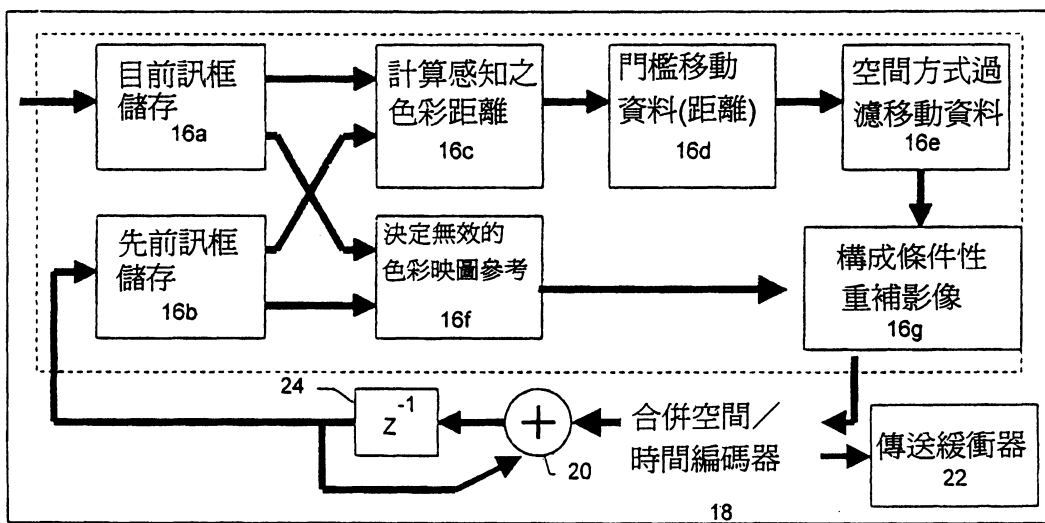 目前訊框
儲存
16a
計算感知之
色彩距離
16c
門檻移動
資料(距離)
16d
空間方式過
濾移動資料
16e
先前訊框
儲存
16b
決定無效的
色彩映圖參考
16f
構成條件性
重補影像
16g
24
z⁻¹
+
20
合併空間／
時間編碼器
18
傳送緩衝器
22